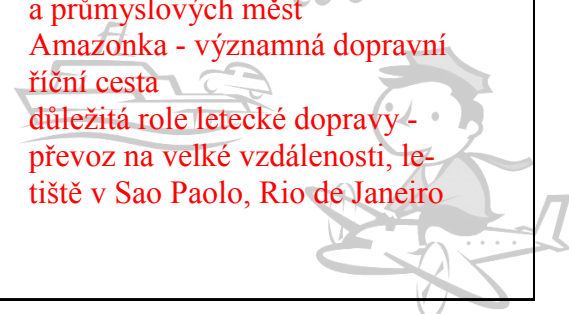 a průmyslových měst
Amazonka - významná dopravní
říční cesta
důležitá role letecké dopravy -
převoz na velké vzdálenosti, le-
tiště v Sao Paolo, Rio de Janeiro